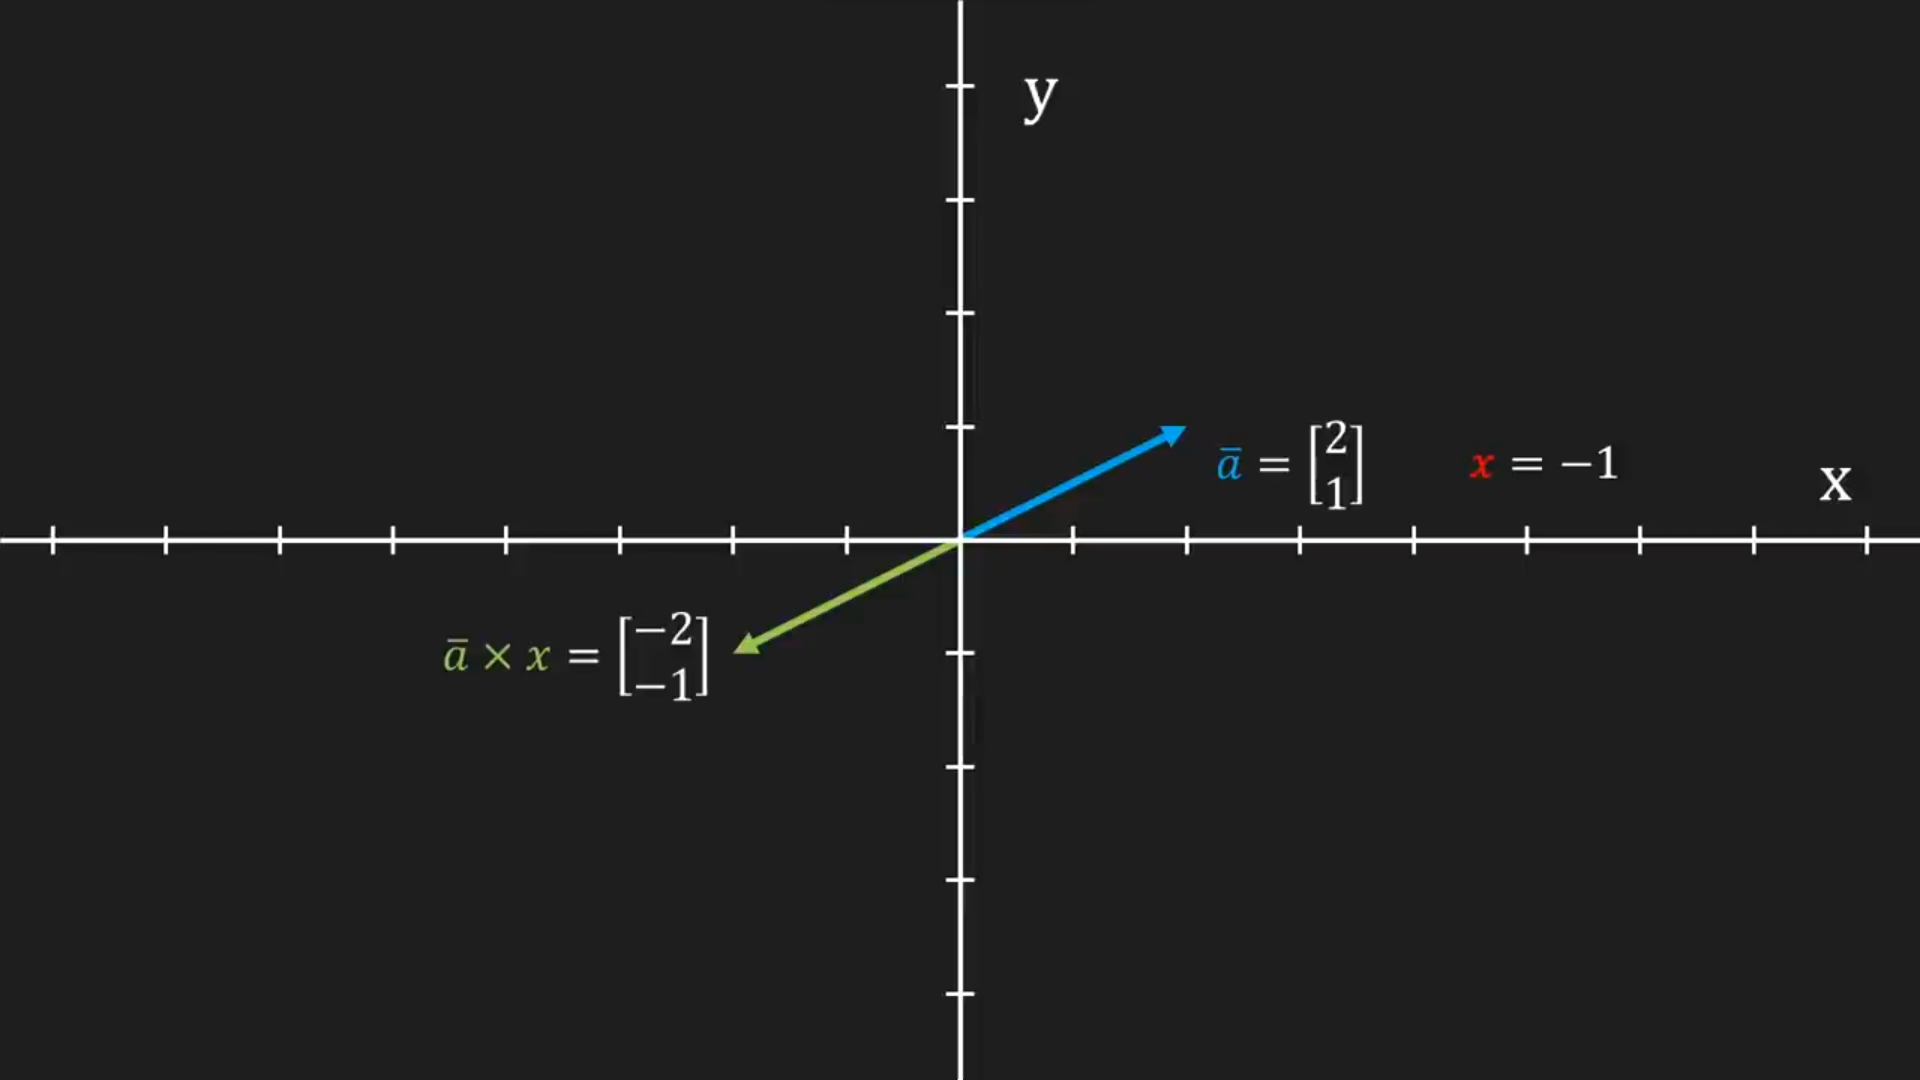 y
a̅ = [2 1] x = −1
x
a̅ × x = [−2 −1]